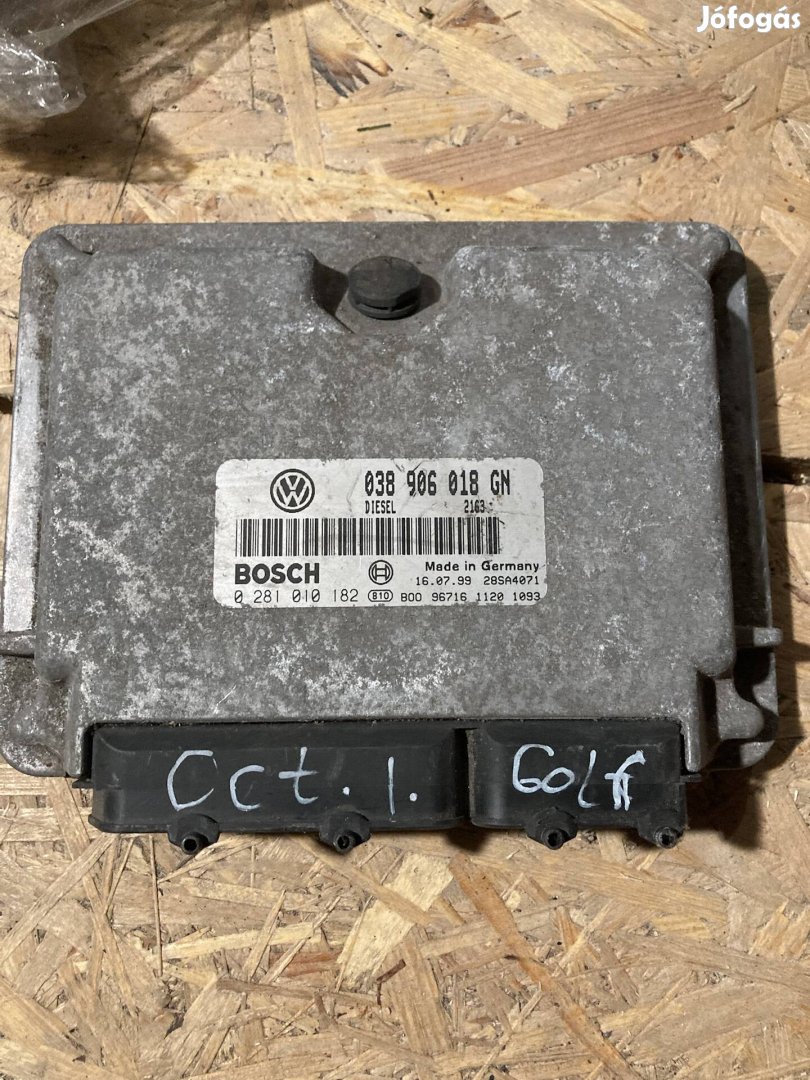 Jófogás
038 906 018 GN
DIESEL 2163
BOSCH Made in Germany
16.07.99 28SA4071
0 281 010 182 B10 B00 96716 1120 1093
Oct. 1. GOLF